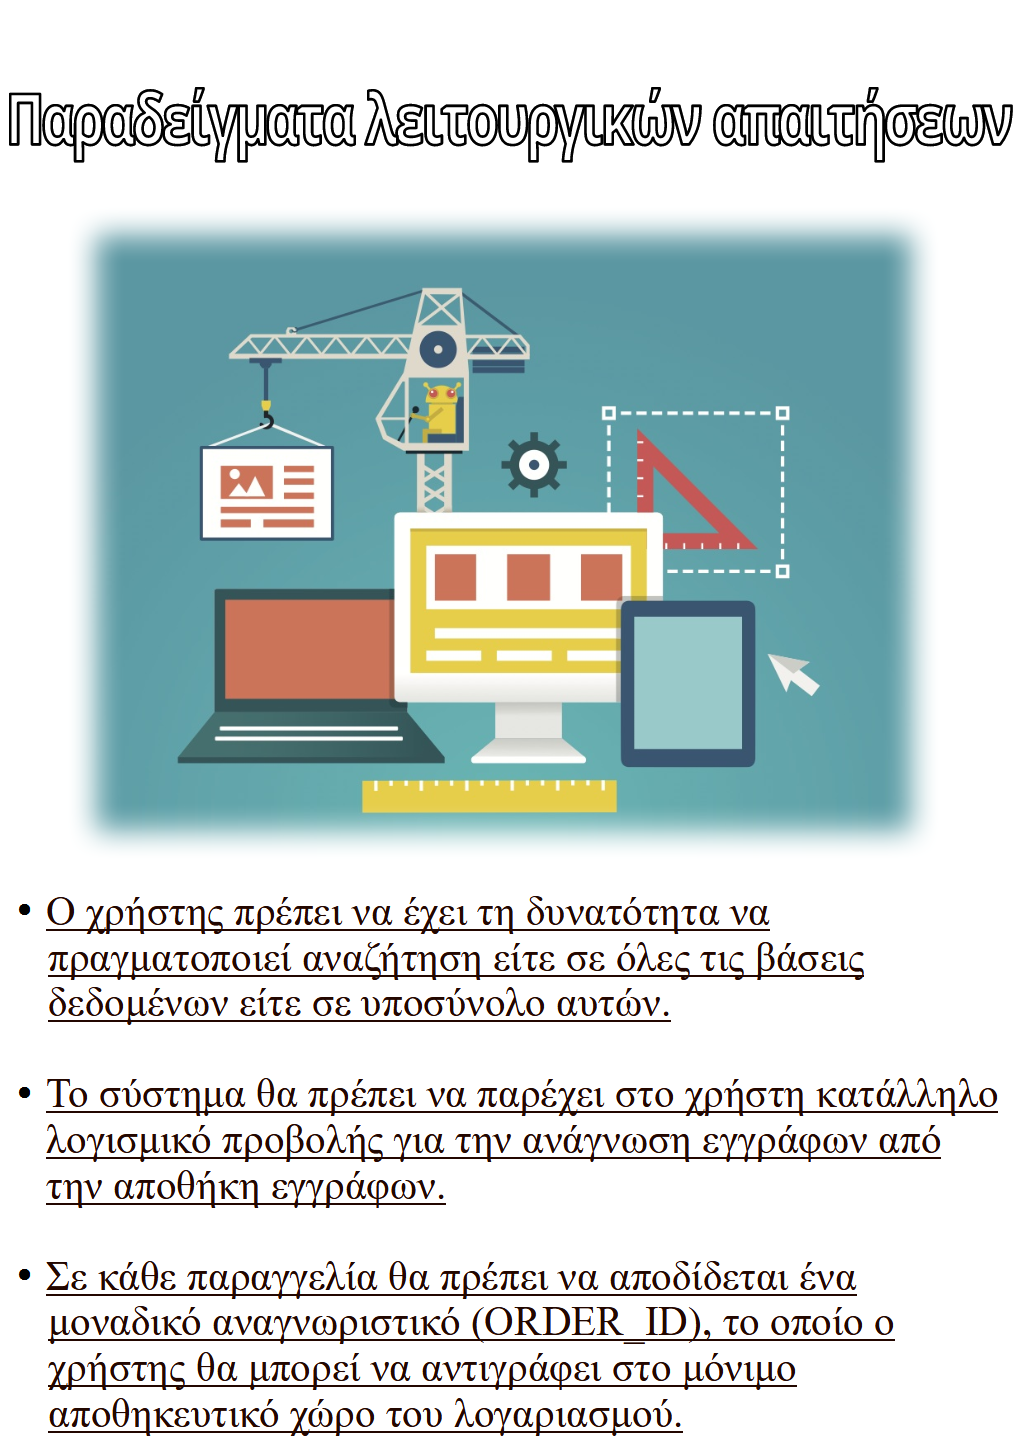 Παραδείγματα λειτουργικών απαιτήσεων
• Ο χρήστης πρέπει να έχει τη δυνατότητα να
πραγματοποιεί αναζήτηση είτε σε όλες τις βάσεις
δεδομένων είτε σε υποσύνολο αυτών.
• Το σύστημα θα πρέπει να παρέχει στο χρήστη κατάλληλο
λογισμικό προβολής για την ανάγνωση εγγράφων από
την αποθήκη εγγράφων.
• Σε κάθε παραγγελία θα πρέπει να αποδίδεται ένα
μοναδικό αναγνωριστικό (ORDER_ID), το οποίο ο
χρήστης θα μπορεί να αντιγράφει στο μόνιμο
αποθηκευτικό χώρο του λογαριασμού.